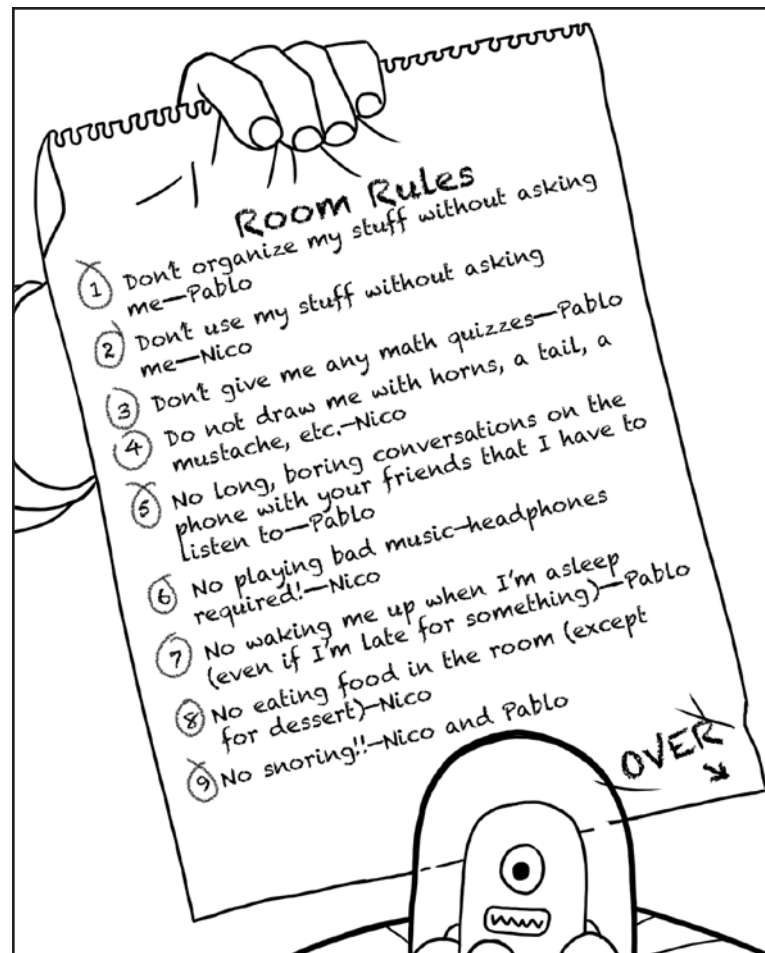 Room Rules
1 Don't organize my stuff without asking
me—Pablo
2 Don't use my stuff without asking
me—Nico
3 Don't give me any math quizzes—Pablo
4 Do not draw me with horns, a tail, a
mustache, etc.—Nico
5 No long, boring conversations on the
phone with your friends that I have to
listen to—Pablo
6 No playing bad music—headphones
required!—Nico
7 No waking me up when I'm asleep
(even if I'm late for something)—Pablo
8 No eating food in the room (except
for dessert)—Nico
9 No snoring!!—Nico and Pablo
OVER